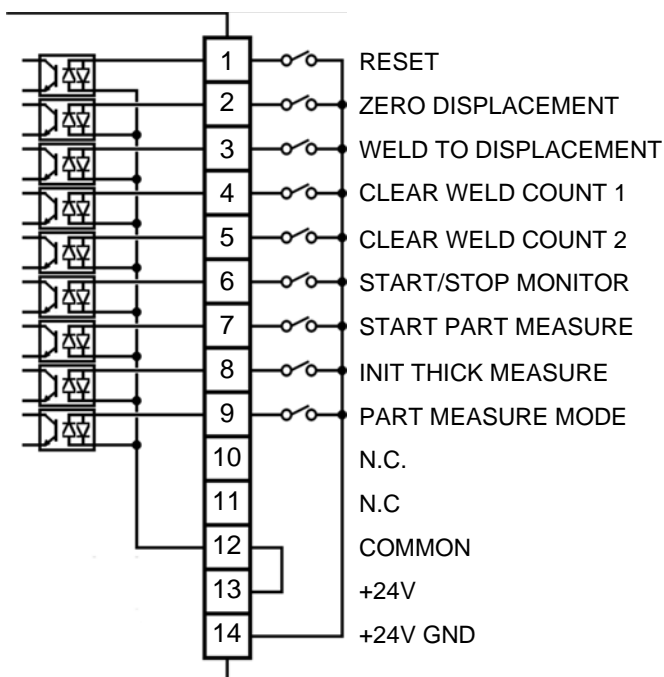 1 RESET
2 ZERO DISPLACEMENT
3 WELD TO DISPLACEMENT
4 CLEAR WELD COUNT 1
5 CLEAR WELD COUNT 2
6 START/STOP MONITOR
7 START PART MEASURE
8 INIT THICK MEASURE
9 PART MEASURE MODE
10 N.C.
11 N.C
12 COMMON
13 +24V
14 +24V GND